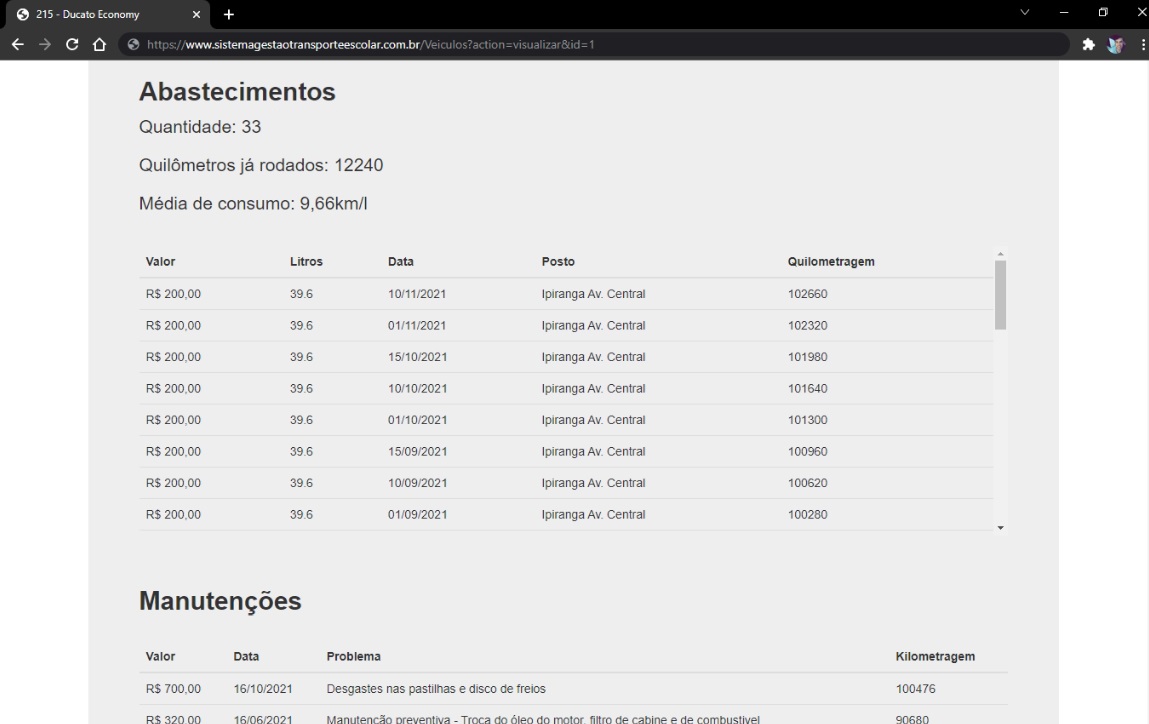 215 - Ducato Economy
https://www.sistemagestaotransporteescolar.com.br/Veiculos?action=visualizar&id=1
Abastecimentos
Quantidade: 33
Quilômetros já rodados: 12240
Média de consumo: 9,66km/l
Valor Litros Data Posto Quilometragem
R$ 200,00 39.6 10/11/2021 Ipiranga Av. Central 102660
R$ 200,00 39.6 01/11/2021 Ipiranga Av. Central 102320
R$ 200,00 39.6 15/10/2021 Ipiranga Av. Central 101980
R$ 200,00 39.6 10/10/2021 Ipiranga Av. Central 101640
R$ 200,00 39.6 01/10/2021 Ipiranga Av. Central 101300
R$ 200,00 39.6 15/09/2021 Ipiranga Av. Central 100960
R$ 200,00 39.6 10/09/2021 Ipiranga Av. Central 100620
R$ 200,00 39.6 01/09/2021 Ipiranga Av. Central 100280
Manutenções
Valor Data Problema Kilometragem
R$ 700,00 16/10/2021 Desgastes nas pastilhas e disco de freios 100476
R$ 320,00 16/06/2021 Manutenção preventiva - Troca do óleo do motor, filtro de cabine e de combustivel 90680